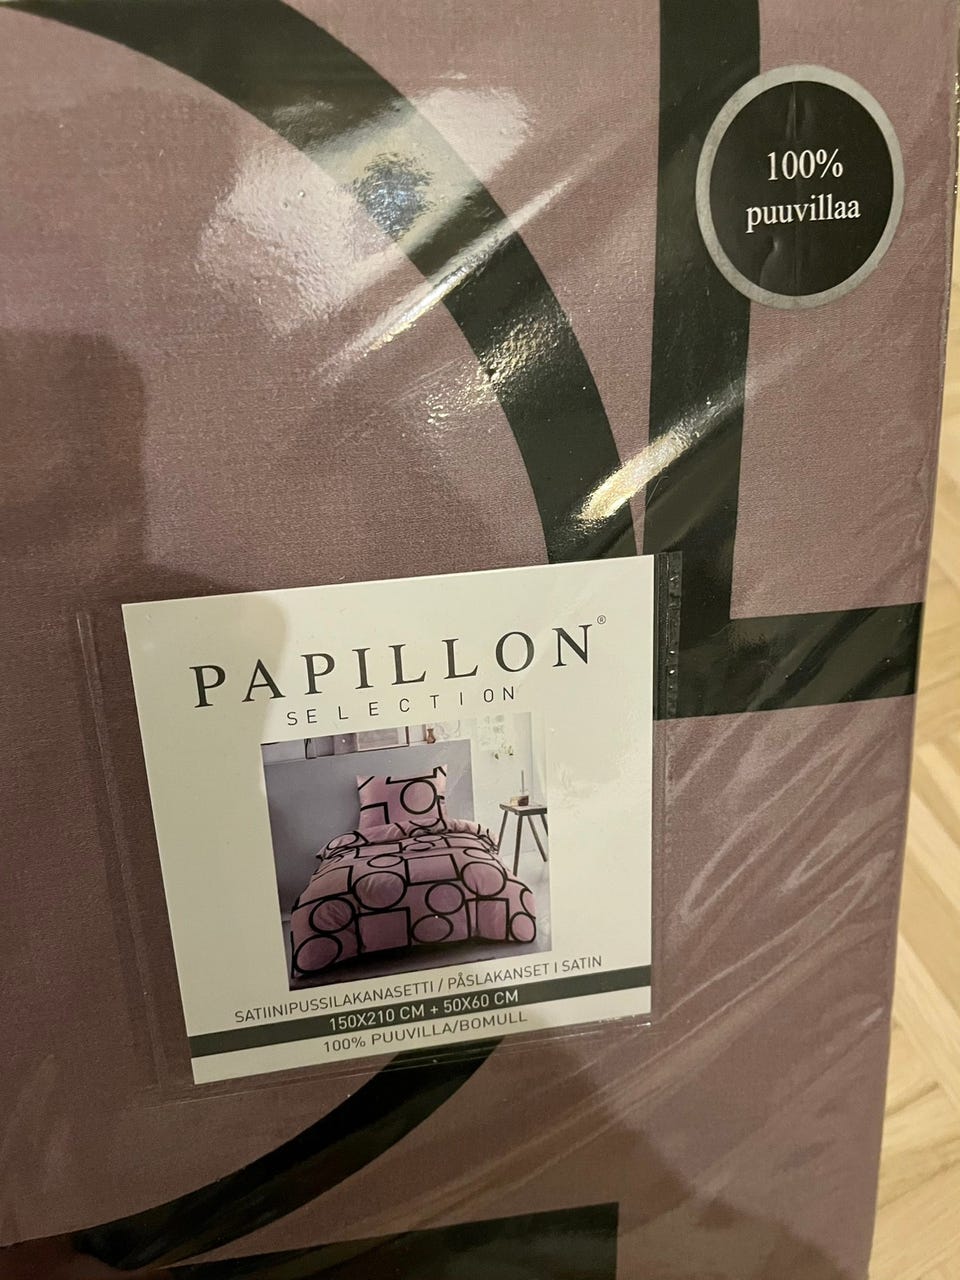 100%
puuvillaa
PAPILLON®
SELECTION
SATIINIPUSSILAKANASETTI / PÅSLAKANSET I SATIN
150X210 CM + 50X60 CM
100% PUUVILLA/BOMULL